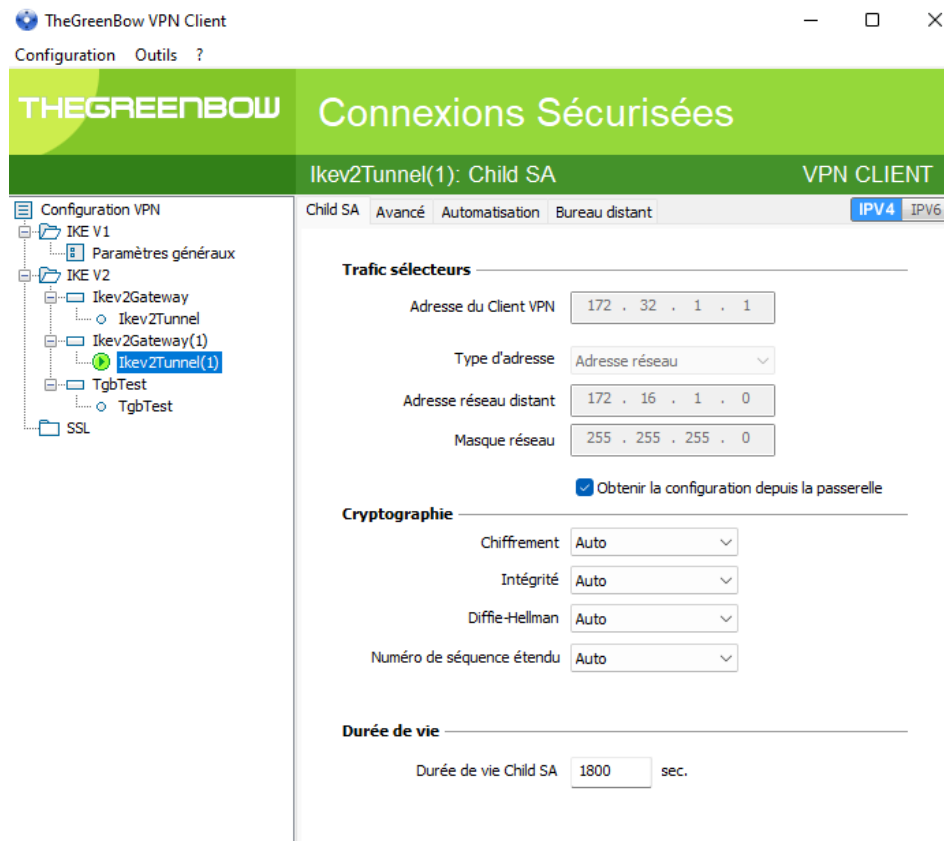 TheGreenBow VPN Client
Configuration Outils ?
THEGREENBOW
Connexions Sécurisées
Ikev2Tunnel(1): Child SA VPN CLIENT
Configuration VPN
IKE V1
Paramètres généraux
IKE V2
Ikev2Gateway
Ikev2Tunnel
Ikev2Gateway(1)
Ikev2Tunnel(1)
TgbTest
TgbTest
SSL
Child SA Avancé Automatisation Bureau distant IPV4 IPV6
Trafic sélecteurs
Adresse du Client VPN 172 . 32 . 1 . 1
Type d'adresse Adresse réseau
Adresse réseau distant 172 . 16 . 1 . 0
Masque réseau 255 . 255 . 255 . 0
Obtenir la configuration depuis la passerelle
Cryptographie
Chiffrement Auto
Intégrité Auto
Diffie-Hellman Auto
Numéro de séquence étendu Auto
Durée de vie
Durée de vie Child SA 1800 sec.